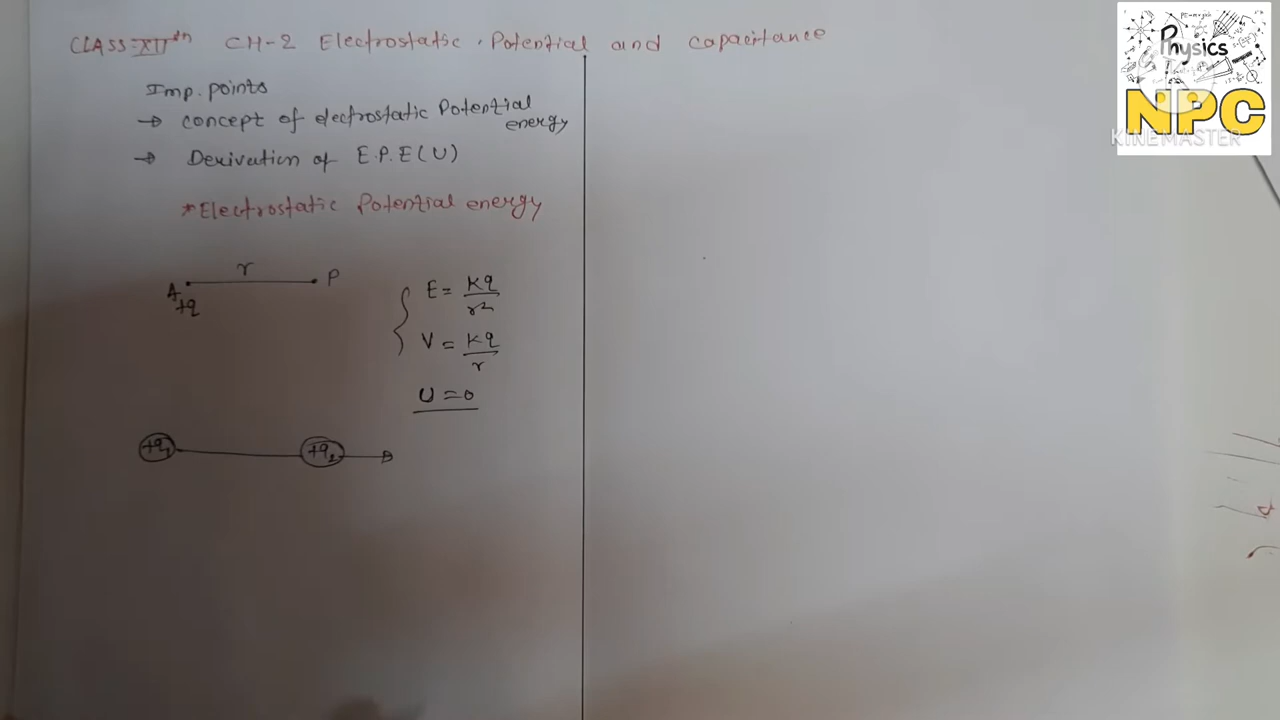 CLASS-XIIth CH-2 Electrostatic Potential and capacitance
Imp. points
→ concept of electrostatic Potential energy
→ Derivation of E.P.E(U)
*Electrostatic Potential energy
r
A P
+q
E = Kq/r²
V = Kq/r
U = 0
+q₁ +q₂
Physics
NPC
KINEMASTER